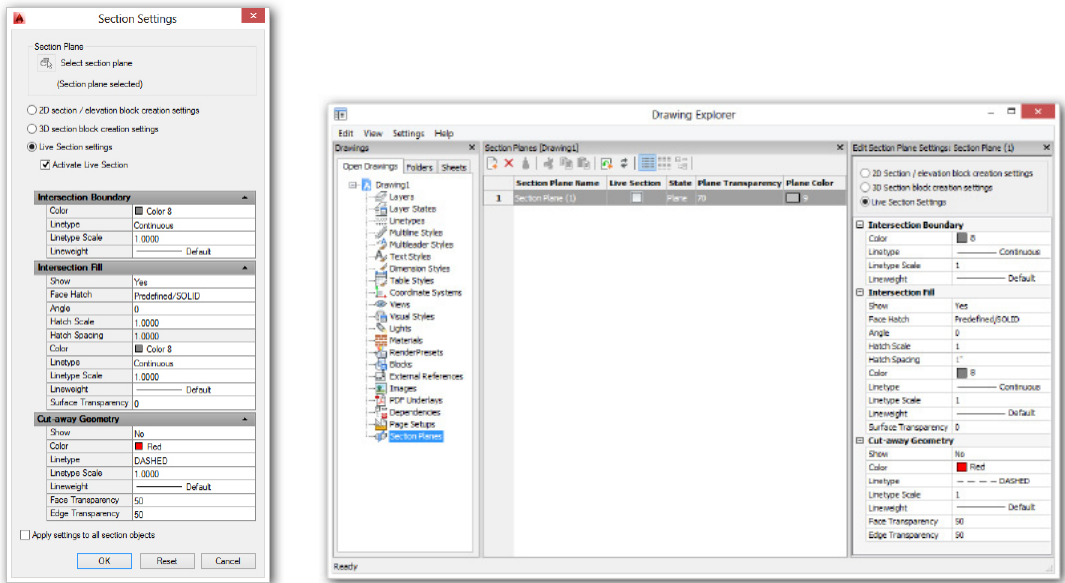 Section Settings
Section Plane
Select section plane
(Section plane selected)
2D section / elevation block creation settings
3D section block creation settings
Live Section settings
Activate Live Section
Intersection Boundary
Color Color 8
Linetype Continuous
Linetype Scale 1.0000
Lineweight Default
Intersection Fill
Show Yes
Face Hatch Predefined/SOLID
Angle 0
Hatch Scale 1.0000
Hatch Spacing 1.0000
Color Color 8
Linetype Continuous
Linetype Scale 1.0000
Lineweight Default
Surface Transparency 0
Cut-away Geometry
Show No
Color Red
Linetype DASHED
Linetype Scale 1.0000
Lineweight Default
Face Transparency 50
Edge Transparency 50
Apply settings to all section objects
OK Reset Cancel
Drawing Explorer
Edit View Settings Help
Drawings
Open Drawings Folders Sheets
Drawing1
Layers
Layer States
Linetypes
Multiline Styles
Multileader Styles
Text Styles
Dimension Styles
Table Styles
Coordinate Systems
Views
Visual Styles
Lights
Materials
RenderPresets
Blocks
External References
Images
PDF Underlays
Dependencies
Page Setups
Section Planes
Section Planes [Drawing1]
Section Plane Name Live Section State Plane Transparency Plane Color
1 Section Plane (1) Plane 70 9
Edit Section Plane Settings: Section Plane (1)
2D Section / elevation block creation settings
3D Section block creation settings
Live Section Settings
Intersection Boundary
Color 8
Linetype Continuous
Linetype Scale 1
Lineweight Default
Intersection Fill
Show Yes
Face Hatch Predefined/SOLID
Angle 0
Hatch Scale 1
Hatch Spacing 1"
Color 8
Linetype Continuous
Linetype Scale 1
Lineweight Default
Surface Transparency 0
Cut-away Geometry
Show No
Color Red
Linetype DASHED
Linetype Scale 1
Lineweight Default
Face Transparency 50
Edge Transparency 50
Ready